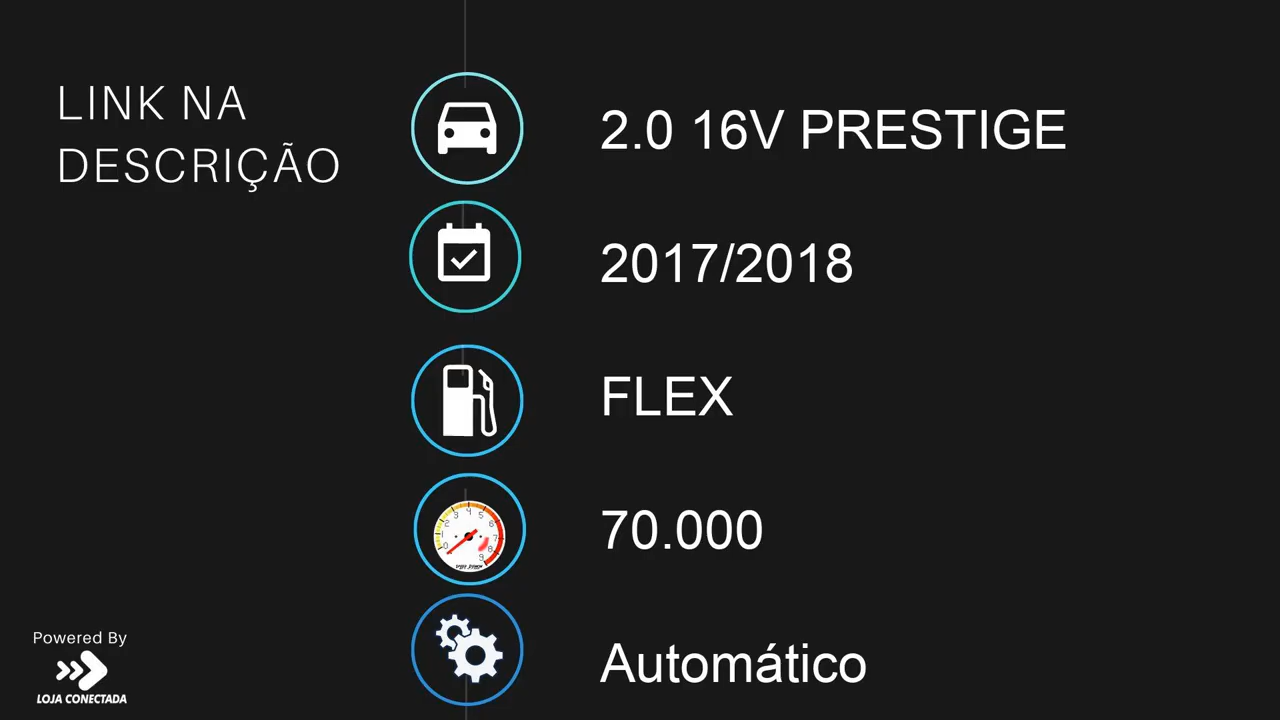 LINK NA
DESCRIÇÃO
2.0 16V PRESTIGE
2017/2018
FLEX
70.000
Automático
Powered By
LOJA CONECTADA